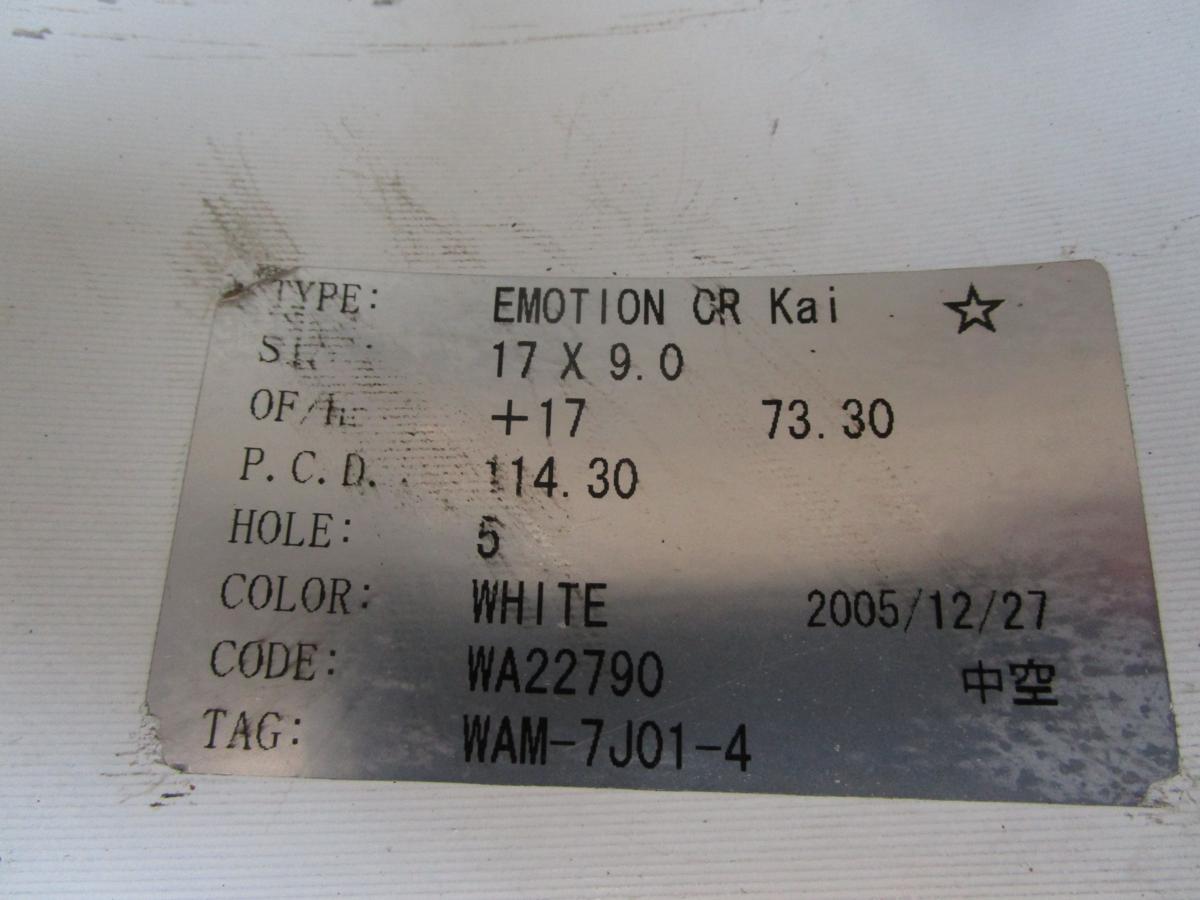 TYPE: EMOTION CR Kai ☆
17 X 9.0
+17 73.30
P.C.D. 114.30
HOLE: 5
COLOR: WHITE 2005/12/27
CODE: WA22790 中空
TAG: WAM-7J01-4